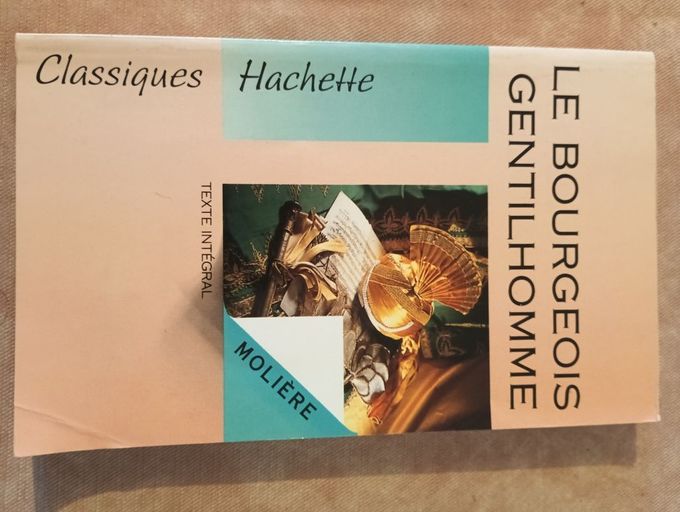 Classiques Hachette
LE BOURGEOIS
GENTILHOMME
TEXTE INTÉGRAL
MOLIÈRE